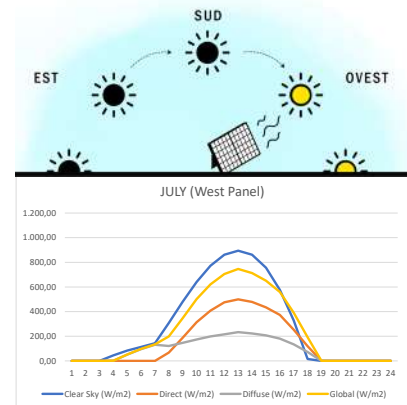 SUD
EST
OVEST
JULY (West Panel)
1.200,00
1.000,00
800,00
600,00
400,00
200,00
0,00
1 2 3 4 5 6 7 8 9 10 11 12 13 14 15 16 17 18 19 20 21 22 23 24
Clear Sky (W/m2) Direct (W/m2) Diffuse (W/m2) Global (W/m2)